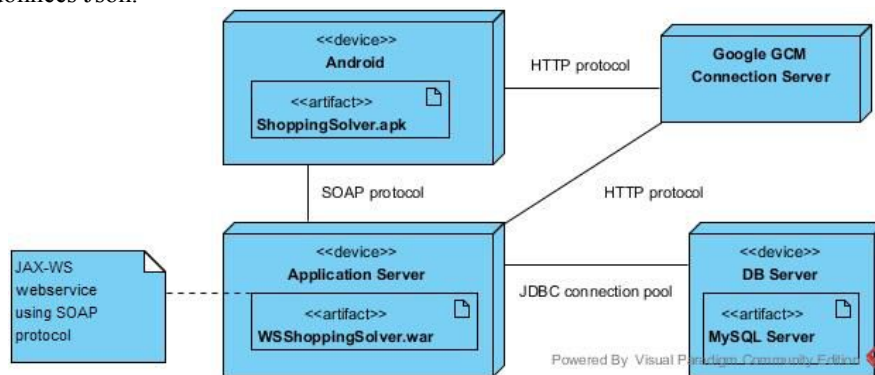 données Json.
<<device>>
Android
<<artifact>>
ShoppingSolver.apk
HTTP protocol
Google GCM
Connection Server
SOAP protocol
HTTP protocol
JAX-WS
webservice
using SOAP
protocol
<<device>>
Application Server
<<artifact>>
WSShoppingSolver.war
JDBC connection pool
<<device>>
DB Server
<<artifact>>
MySQL Server
Powered By Visual Paradigm Community Edition